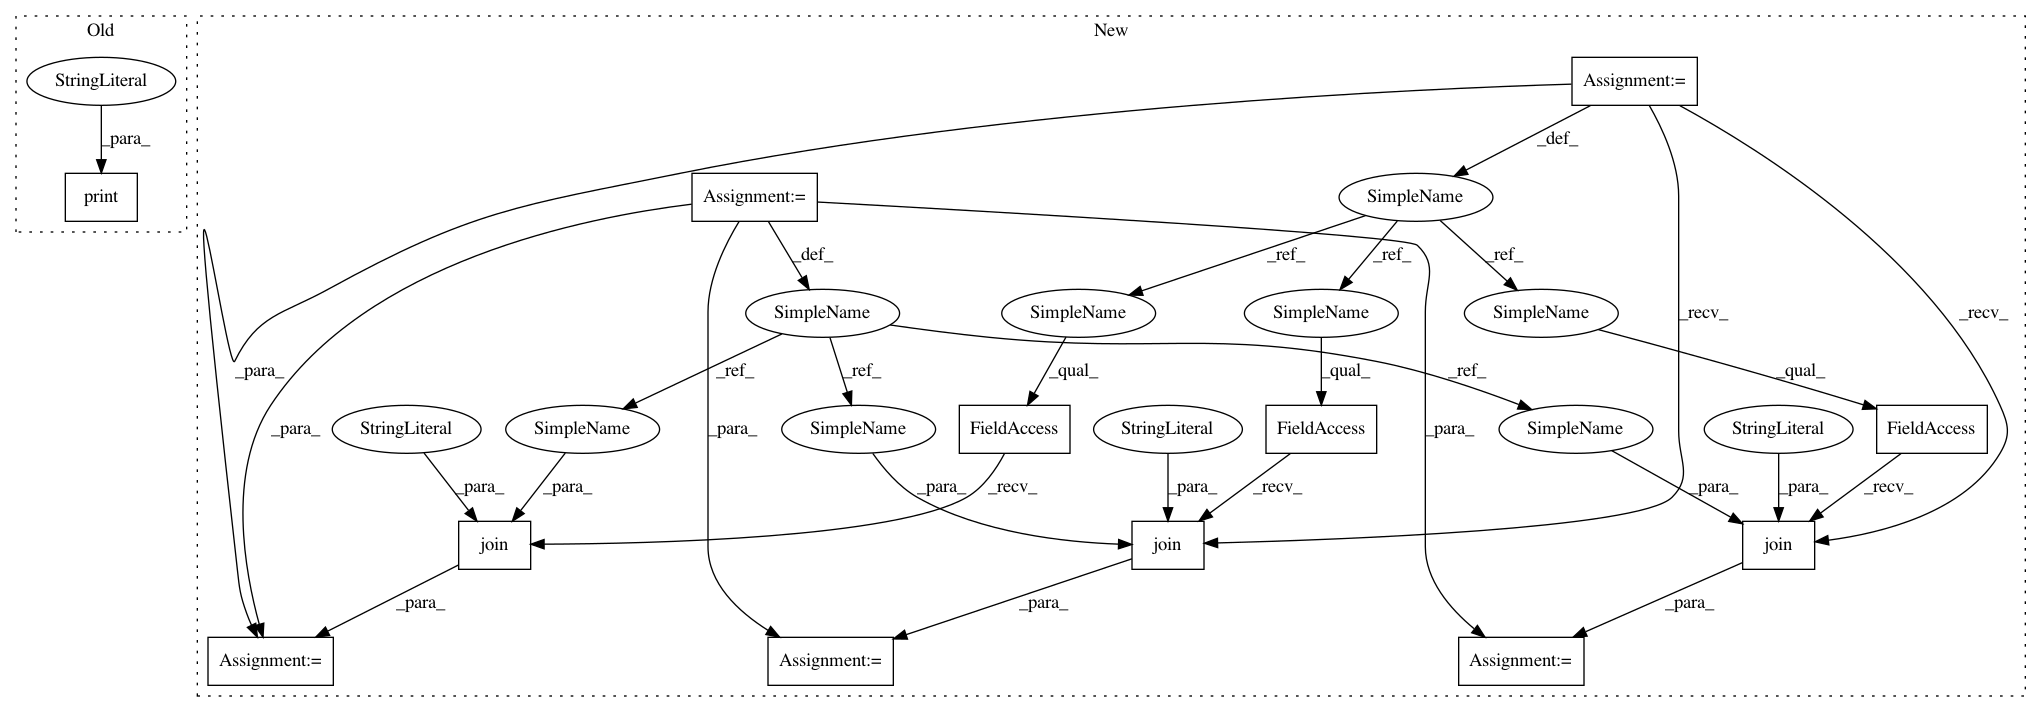 Old
New
StringLiteral
Assignment:=
_para_
_def_
print
Assignment:=
SimpleName
_def_
_ref_
_ref_
_ref_
SimpleName
SimpleName
SimpleName
SimpleName
_recv_
_recv_
_para_
_ref_
_ref_
_qual_
_qual_
_ref_
_qual_
_para_
StringLiteral
SimpleName
SimpleName
FieldAccess
_para_
StringLiteral
FieldAccess
_para_
SimpleName
StringLiteral
FieldAccess
_para_
_para_
_para_
_recv_
_para_
_recv_
_para_
_para_
_recv_
join
join
join
_para_
_para_
_para_
Assignment:=
Assignment:=
Assignment:=